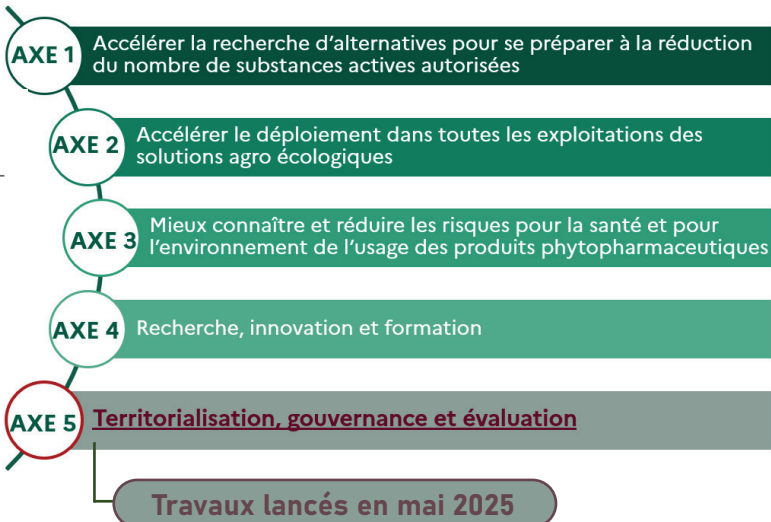 AXE 1
Accélérer la recherche d'alternatives pour se préparer à la réduction
du nombre de substances actives autorisées
AXE 2
Accélérer le déploiement dans toutes les exploitations des
solutions agro écologiques
AXE 3
Mieux connaître et réduire les risques pour la santé et pour
l'environnement de l'usage des produits phytopharmaceutiques
AXE 4
Recherche, innovation et formation
AXE 5
Territorialisation, gouvernance et évaluation
Travaux lancés en mai 2025